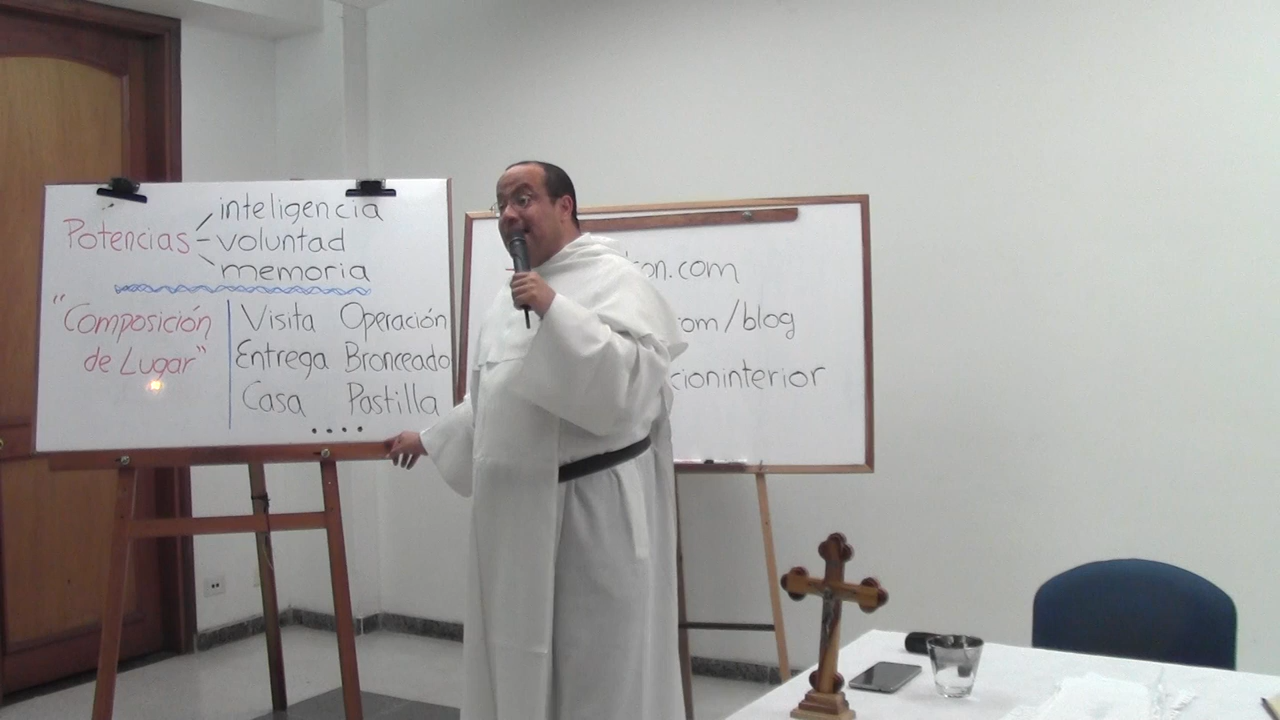 Potencias
inteligencia
voluntad
memoria
"Composición
de Lugar"
Visita Operación
Entrega Bronceado
Casa Pastilla
....
on.com
om/blog
cioninterior